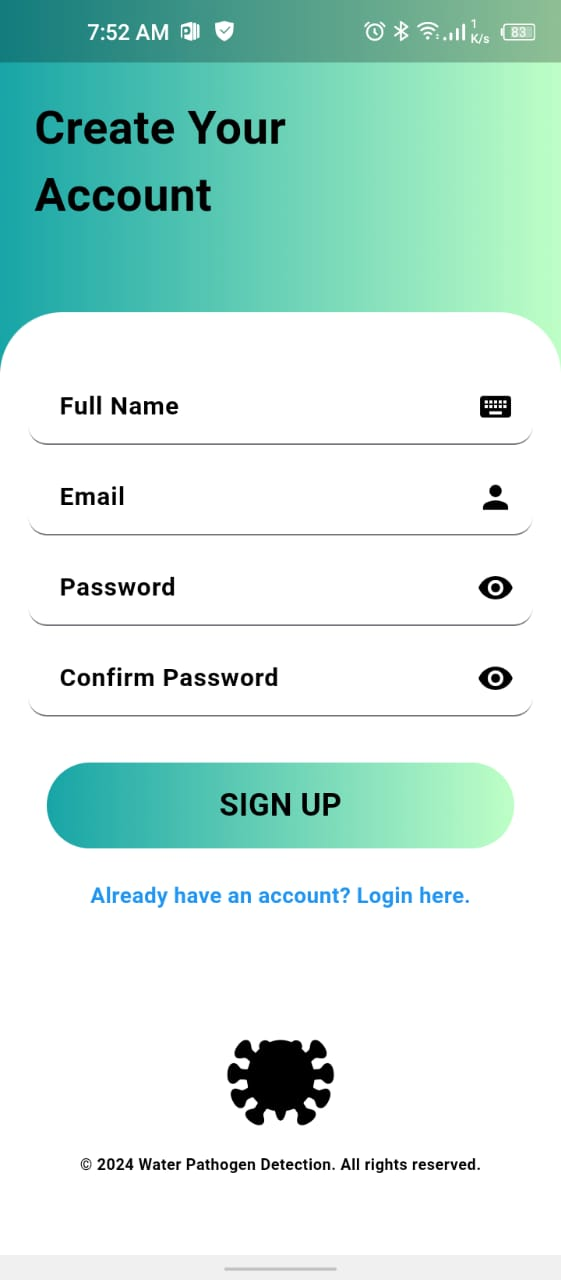 7:52 AM
1
K/s
83
Create Your
Account
Full Name
Email
Password
Confirm Password
SIGN UP
Already have an account? Login here.
© 2024 Water Pathogen Detection. All rights reserved.